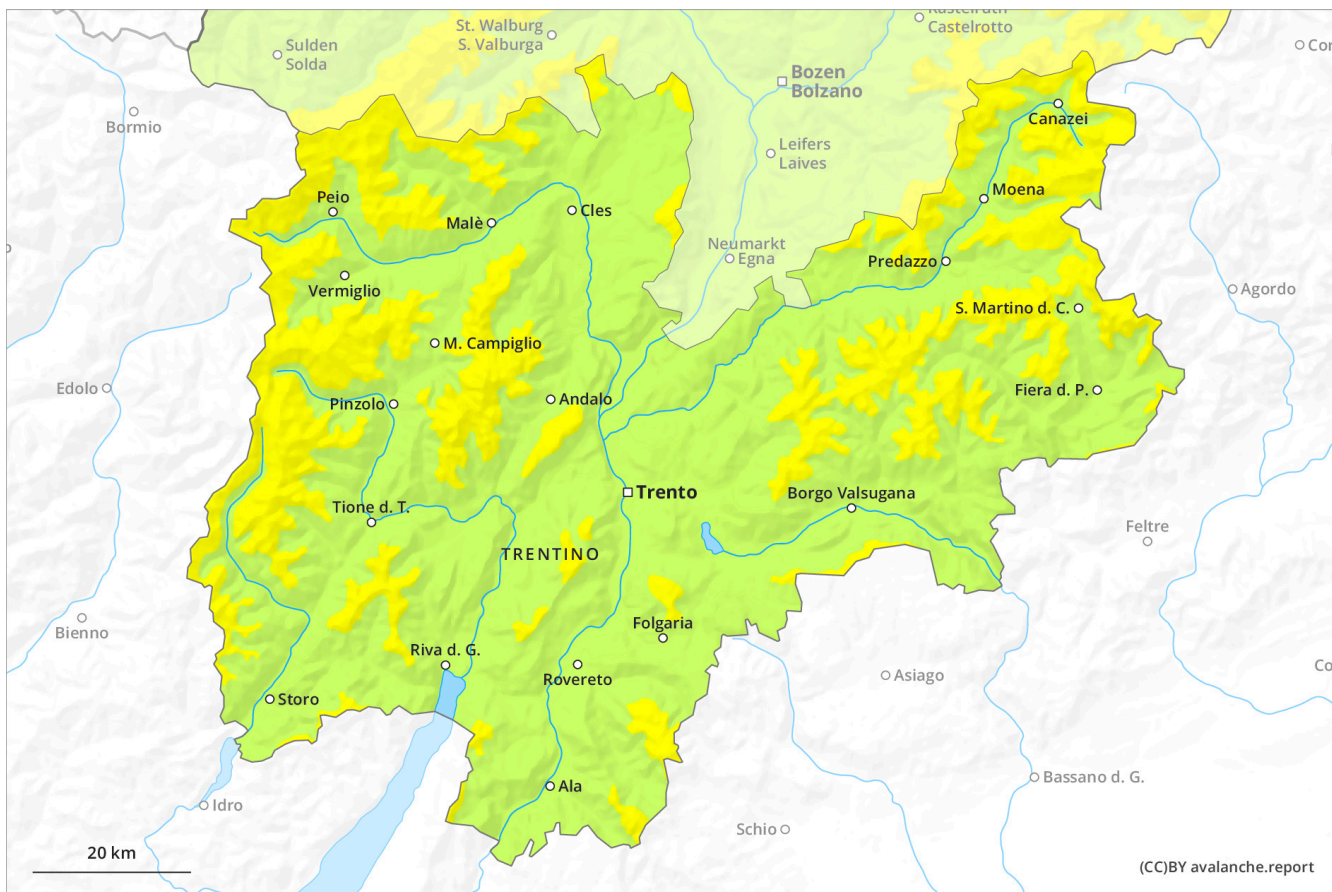 Kastelruth
Castelrotto
St. Walburg
S. Valburga
Sulden
Solda
Bozen
Bolzano
Bormio
Canazei
Leifers
Laives
Peio
Moena
Malè
Cles
Neumarkt
Egna
Predazzo
Vermiglio
Agordo
S. Martino d. C.
M. Campiglio
Edolo
Fiera d. P.
Pinzolo
Andalo
Trento
Borgo Valsugana
Tione d. T.
Feltre
TRENTINO
Bienno
Folgaria
Riva d. G.
Asiago
Rovereto
Storo
Bassano d. G.
Ala
Idro
Schio
20 km
(CC)BY avalanche.report